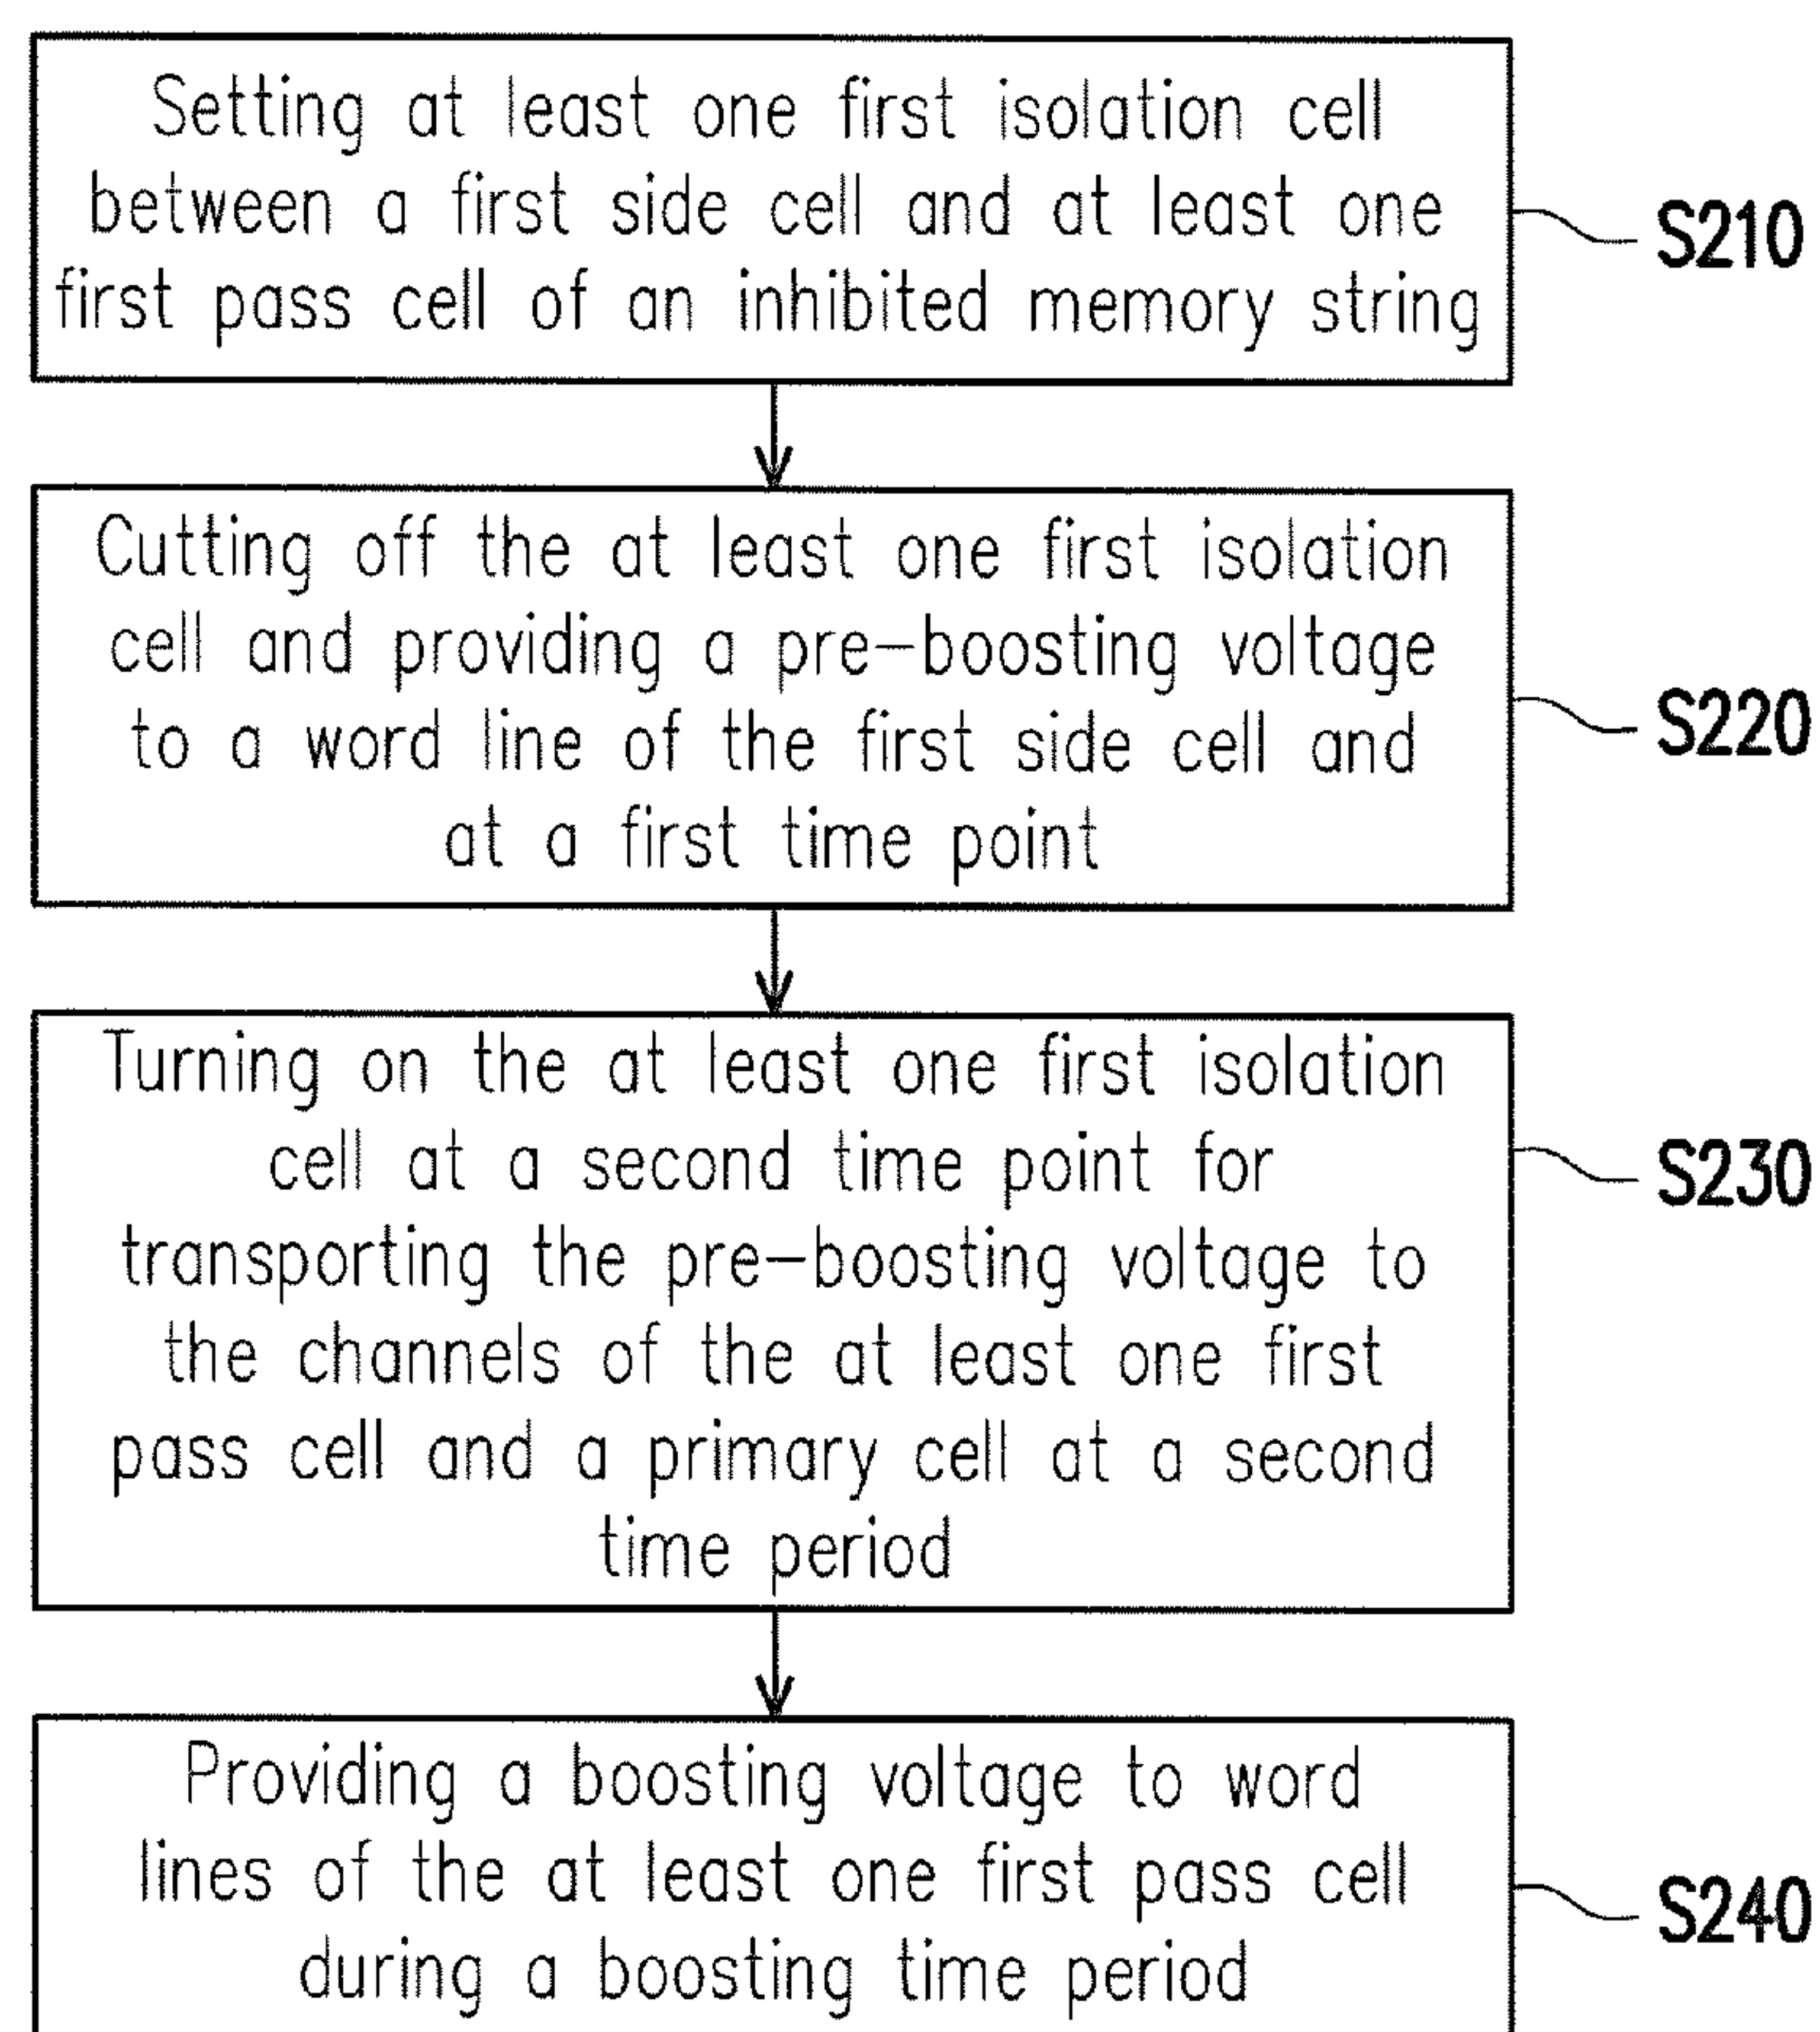 Setting at least one first isolation cell
between a first side cell and at least one
first pass cell of an inhibited memory string
S210
Cutting off the at least one first isolation
cell and providing a pre-boosting voltage
to a word line of the first side cell and
at a first time point
S220
Turning on the at least one first isolation
cell at a second time point for
transporting the pre-boosting voltage to
the channels of the at least one first
pass cell and a primary cell at a second
time period
S230
Providing a boosting voltage to word
lines of the at least one first pass cell
during a boosting time period
S240